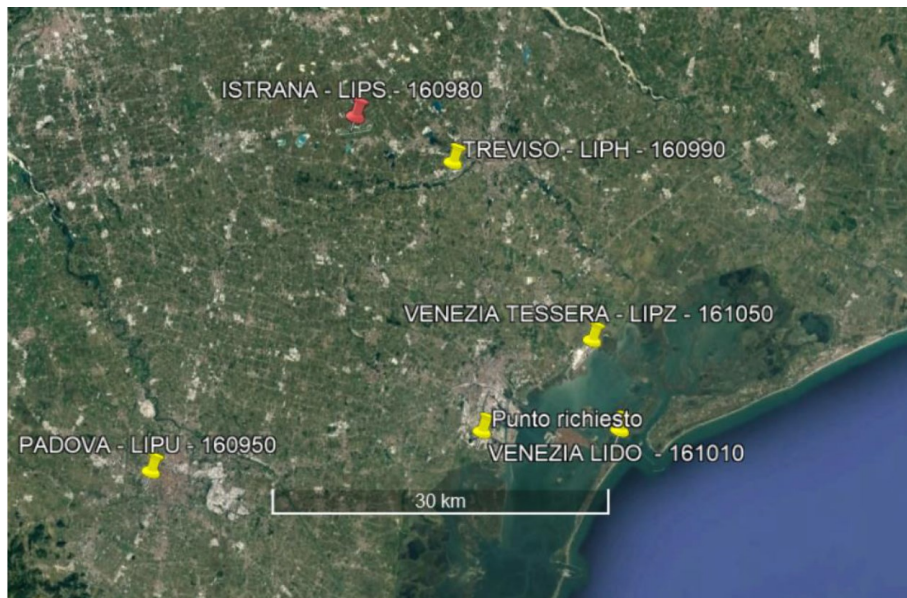 ISTRANA - LIPS - 160980
TREVISO - LIPH - 160990
VENEZIA TESSERA - LIPZ - 161050
Punto richiesto
PADOVA - LIPU - 160950
VENEZIA LIDO - 161010
30 km